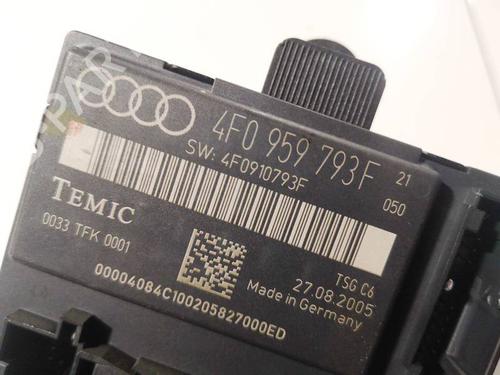 4F0 959 793F 21
SW: 4F0910793F 050
TEMIC
0033 TFK 0001
TSG C6
27.08.2005
Made in Germany
00004084C100205827000ED